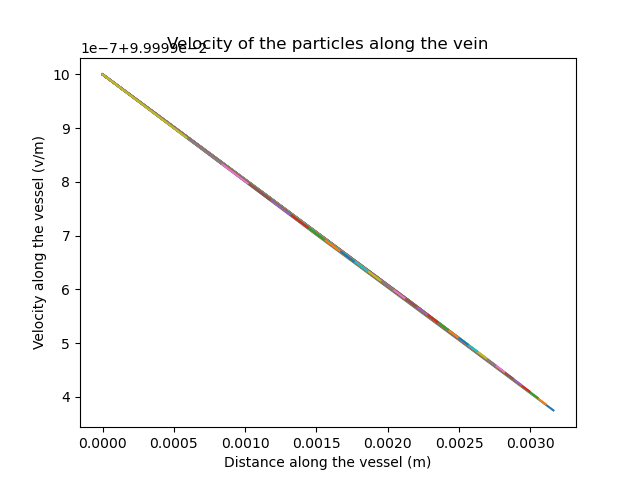 Velocity of the particles along the vein
1e−7+9.9999e−2
10
9
8
7
6
5
4
Velocity along the vessel (v/m)
0.0000 0.0005 0.0010 0.0015 0.0020 0.0025 0.0030
Distance along the vessel (m)